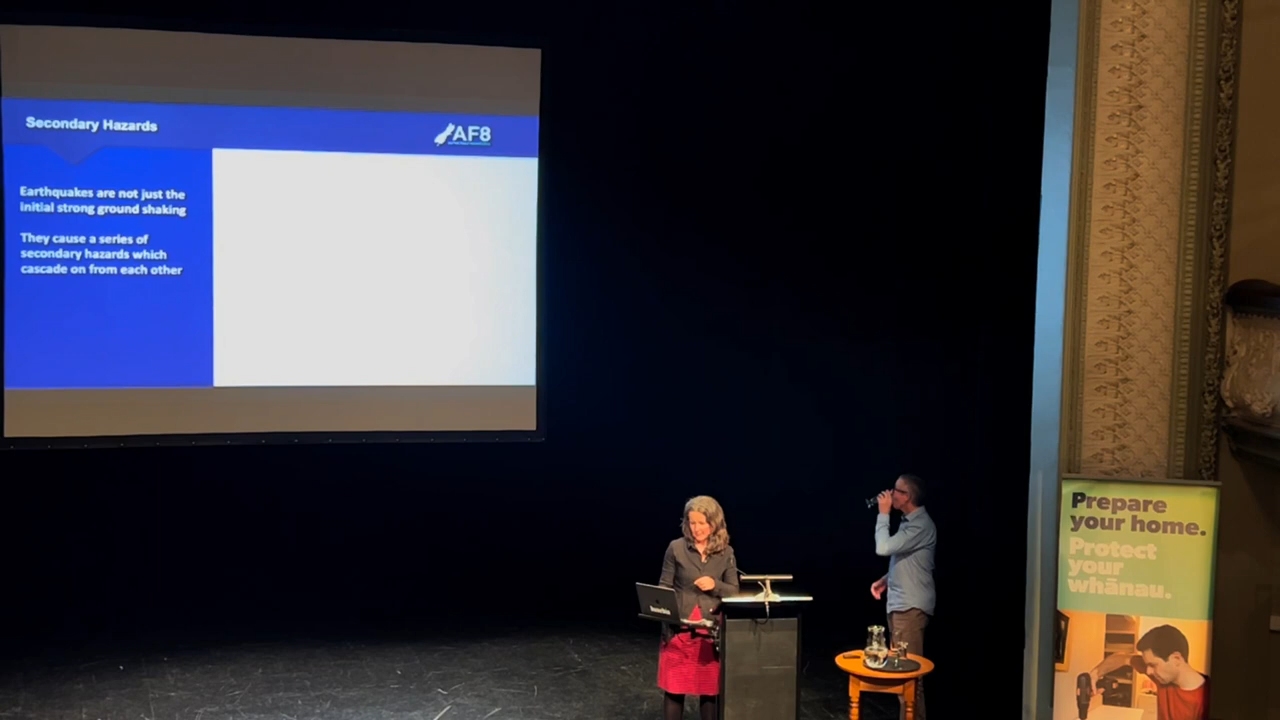 Secondary Hazards
AF8
Earthquakes are not just the
initial strong ground shaking
They cause a series of
secondary hazards which
cascade on from each other
Prepare
your home.
Protect
your
whānau.